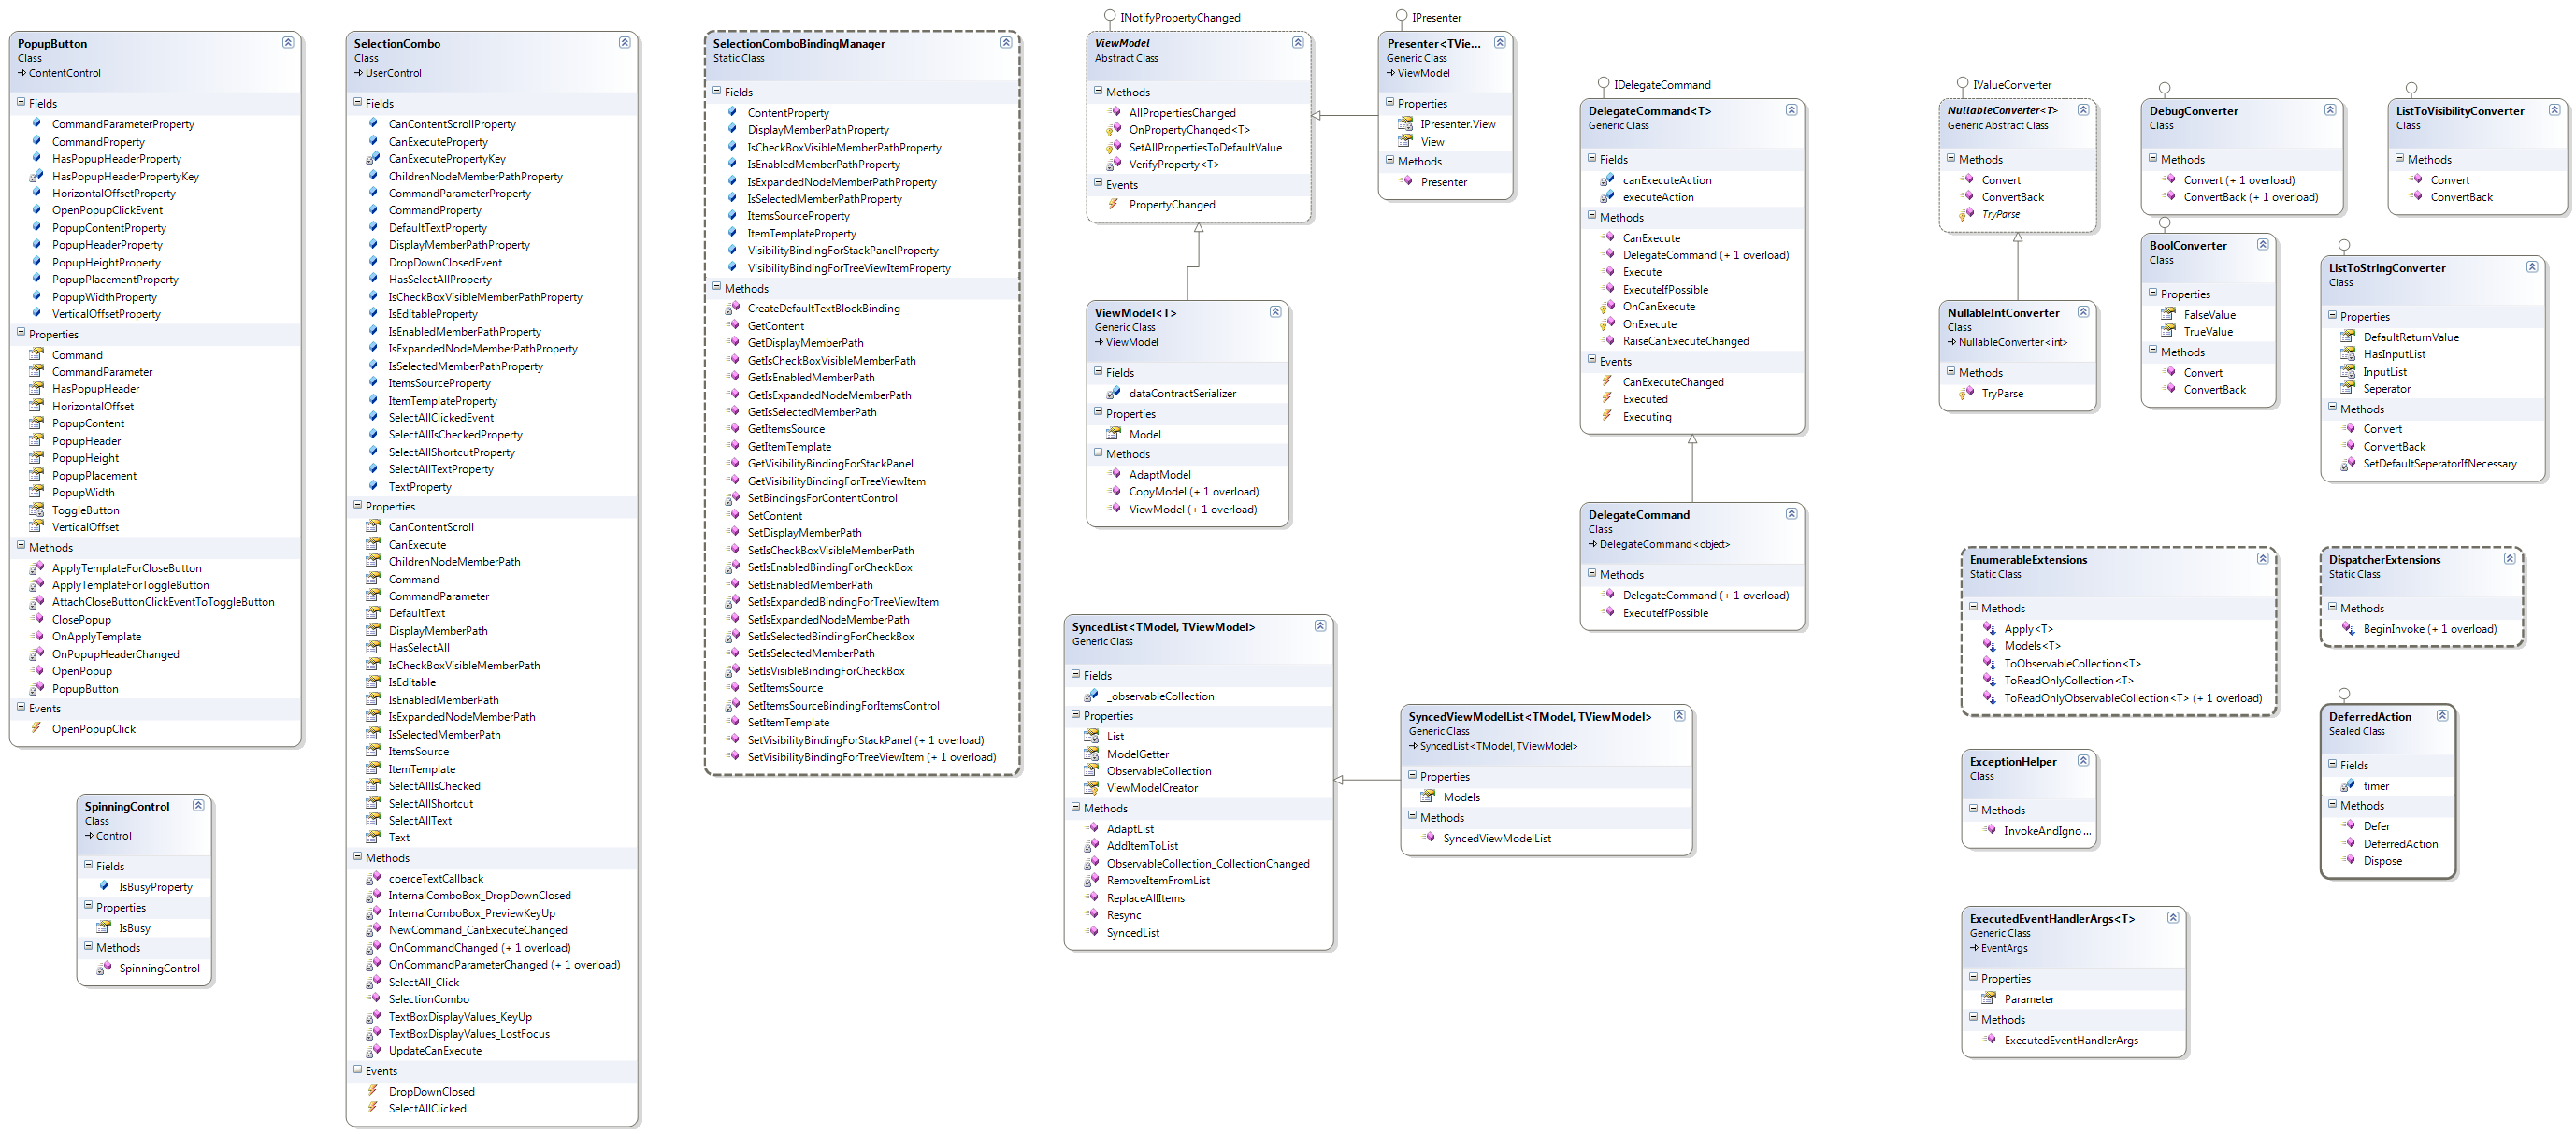 PopupButton
Class
ContentControl
Fields
CommandParameterProperty
CommandProperty
HasPopupHeaderProperty
HasPopupHeaderPropertyKey
HorizontalOffsetProperty
OpenPopupClickEvent
PopupContentProperty
PopupHeaderProperty
PopupHeightProperty
PopupPlacementProperty
PopupWidthProperty
VerticalOffsetProperty
Properties
Command
CommandParameter
HasPopupHeader
HorizontalOffset
PopupContent
PopupHeader
PopupHeight
PopupPlacement
PopupWidth
ToggleButton
VerticalOffset
Methods
ApplyTemplateForCloseButton
ApplyTemplateForToggleButton
AttachCloseButtonClickEventToToggleButton
ClosePopup
OnApplyTemplate
OnPopupHeaderChanged
OpenPopup
PopupButton
Events
OpenPopupClick
SpinningControl
Class
Control
Fields
IsBusyProperty
Properties
IsBusy
Methods
SpinningControl
SelectionCombo
Class
UserControl
Fields
CanContentScrollProperty
CanExecuteProperty
CanExecutePropertyKey
ChildrenNodeMemberPathProperty
CommandParameterProperty
CommandProperty
DefaultTextProperty
DisplayMemberPathProperty
DropDownClosedEvent
HasSelectAllProperty
IsCheckBoxVisibleMemberPathProperty
IsEditableProperty
IsEnabledMemberPathProperty
IsExpandedNodeMemberPathProperty
IsSelectedMemberPathProperty
ItemsSourceProperty
ItemTemplateProperty
SelectAllClickedEvent
SelectAllIsCheckedProperty
SelectAllShortcutProperty
SelectAllTextProperty
TextProperty
Properties
CanContentScroll
CanExecute
ChildrenNodeMemberPath
Command
CommandParameter
DefaultText
DisplayMemberPath
HasSelectAll
IsCheckBoxVisibleMemberPath
IsEditable
IsEnabledMemberPath
IsExpandedNodeMemberPath
IsSelectedMemberPath
ItemsSource
ItemTemplate
SelectAllIsChecked
SelectAllShortcut
SelectAllText
Text
Methods
coerceTextCallback
InternalComboBox_DropDownClosed
InternalComboBox_PreviewKeyUp
NewCommand_CanExecuteChanged
OnCommandChanged (+ 1 overload)
OnCommandParameterChanged (+ 1 overload)
SelectAll_Click
SelectionCombo
TextBoxDisplayValues_KeyUp
TextBoxDisplayValues_LostFocus
UpdateCanExecute
Events
DropDownClosed
SelectAllClicked
SelectionComboBindingManager
Static Class
Fields
ContentProperty
DisplayMemberPathProperty
IsCheckBoxVisibleMemberPathProperty
IsEnabledMemberPathProperty
IsExpandedNodeMemberPathProperty
IsSelectedMemberPathProperty
ItemsSourceProperty
ItemTemplateProperty
VisibilityBindingForStackPanelProperty
VisibilityBindingForTreeViewItemProperty
Methods
CreateDefaultTextBlockBinding
GetContent
GetDisplayMemberPath
GetIsCheckBoxVisibleMemberPath
GetIsEnabledMemberPath
GetIsExpandedNodeMemberPath
GetIsSelectedMemberPath
GetItemsSource
GetItemTemplate
GetVisibilityBindingForStackPanel
GetVisibilityBindingForTreeViewItem
SetBindingsForContentControl
SetContent
SetDisplayMemberPath
SetIsCheckBoxVisibleMemberPath
SetIsEnabledBindingForCheckBox
SetIsEnabledMemberPath
SetIsExpandedBindingForTreeViewItem
SetIsExpandedNodeMemberPath
SetIsSelectedBindingForCheckBox
SetIsSelectedMemberPath
SetIsVisibleBindingForCheckBox
SetItemsSource
SetItemsSourceBindingForItemsControl
SetItemTemplate
SetVisibilityBindingForStackPanel (+ 1 overload)
SetVisibilityBindingForTreeViewItem (+ 1 overload)
INotifyPropertyChanged
ViewModel
Abstract Class
Methods
AllPropertiesChanged
OnPropertyChanged<T>
SetAllPropertiesToDefaultValue
VerifyProperty<T>
Events
PropertyChanged
IPresenter
Presenter<TVie...
Generic Class
ViewModel
Properties
IPresenter.View
View
Methods
Presenter
ViewModel<T>
Generic Class
ViewModel
Fields
dataContractSerializer
Properties
Model
Methods
AdaptModel
CopyModel (+ 1 overload)
ViewModel (+ 1 overload)
SyncedList<TModel, TViewModel>
Generic Class
Fields
_observableCollection
Properties
List
ModelGetter
ObservableCollection
ViewModelCreator
Methods
AdaptList
AddItemToList
ObservableCollection_CollectionChanged
RemoveItemFromList
ReplaceAllItems
Resync
SyncedList
SyncedViewModelList<TModel, TViewModel>
Generic Class
SyncedList<TModel, TViewModel>
Properties
Models
Methods
SyncedViewModelList
IDelegateCommand
DelegateCommand<T>
Generic Class
Fields
canExecuteAction
executeAction
Methods
CanExecute
DelegateCommand (+ 1 overload)
Execute
ExecuteIfPossible
OnCanExecute
OnExecute
RaiseCanExecuteChanged
Events
CanExecuteChanged
Executed
Executing
DelegateCommand
Class
DelegateCommand<object>
Methods
DelegateCommand (+ 1 overload)
ExecuteIfPossible
IValueConverter
NullableConverter<T>
Generic Abstract Class
Methods
Convert
ConvertBack
TryParse
NullableIntConverter
Class
NullableConverter<int>
Methods
TryParse
DebugConverter
Class
Methods
Convert (+ 1 overload)
ConvertBack (+ 1 overload)
BoolConverter
Class
Properties
FalseValue
TrueValue
Methods
Convert
ConvertBack
ListToVisibilityConverter
Class
Methods
Convert
ConvertBack
ListToStringConverter
Class
Properties
DefaultReturnValue
HasInputList
InputList
Seperator
Methods
Convert
ConvertBack
SetDefaultSeperatorIfNecessary
EnumerableExtensions
Static Class
Methods
Apply<T>
Models<T>
ToObservableCollection<T>
ToReadOnlyCollection<T>
ToReadOnlyObservableCollection<T> (+ 1 overload)
DispatcherExtensions
Static Class
Methods
BeginInvoke (+ 1 overload)
ExceptionHelper
Class
Methods
InvokeAndIgno...
DeferredAction
Sealed Class
Fields
timer
Methods
Defer
DeferredAction
Dispose
ExecutedEventHandlerArgs<T>
Generic Class
EventArgs
Properties
Parameter
Methods
ExecutedEventHandlerArgs